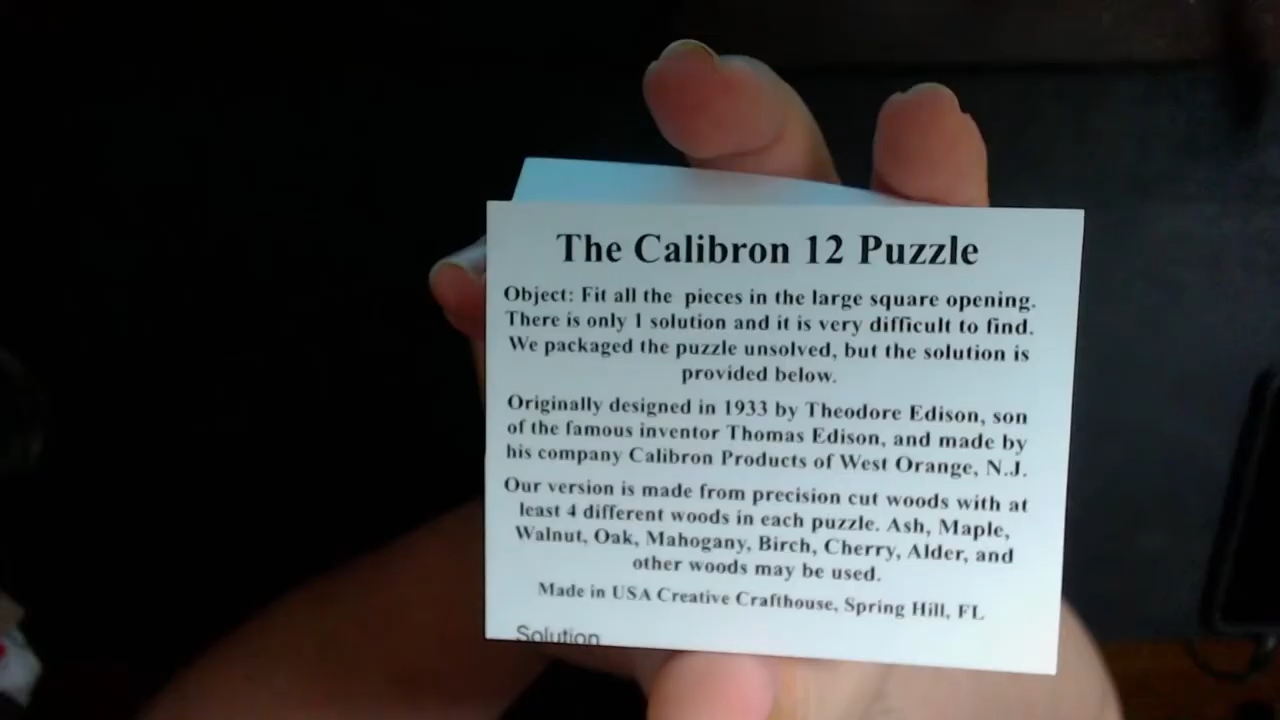 The Calibron 12 Puzzle
Object: Fit all the pieces in the large square opening.
There is only 1 solution and it is very difficult to find.
We packaged the puzzle unsolved, but the solution is
provided below.
Originally designed in 1933 by Theodore Edison, son
of the famous inventor Thomas Edison, and made by
his company Calibron Products of West Orange, N.J.
Our version is made from precision cut woods with at
least 4 different woods in each puzzle. Ash, Maple,
Walnut, Oak, Mahogany, Birch, Cherry, Alder, and
other woods may be used.
Made in USA Creative Crafthouse, Spring Hill, FL
Solution